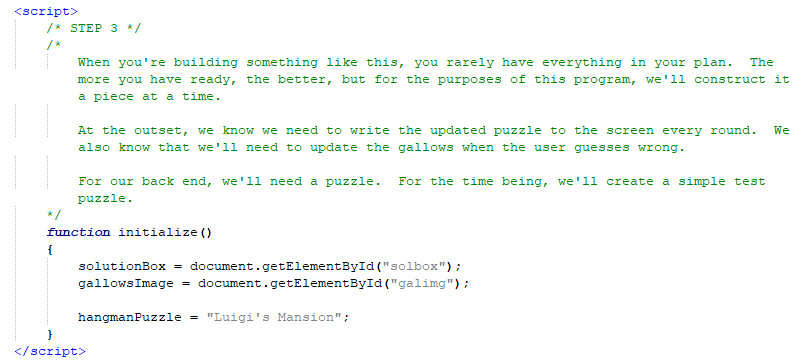 <script>
/* STEP 3 */
/*
When you're building something like this, you rarely have everything in your plan.  The
more you have ready, the better, but for the purposes of this program, we'll construct it
a piece at a time.
At the outset, we know we need to write the updated puzzle to the screen every round.  We
also know that we'll need to update the gallows when the user guesses wrong.
For our back end, we'll need a puzzle.  For the time being, we'll create a simple test
puzzle.
*/
function initialize()
{
solutionBox = document.getElementById("solbox");
gallowsImage = document.getElementById("galimg");
hangmanPuzzle = "Luigi's Mansion";
}
</script>